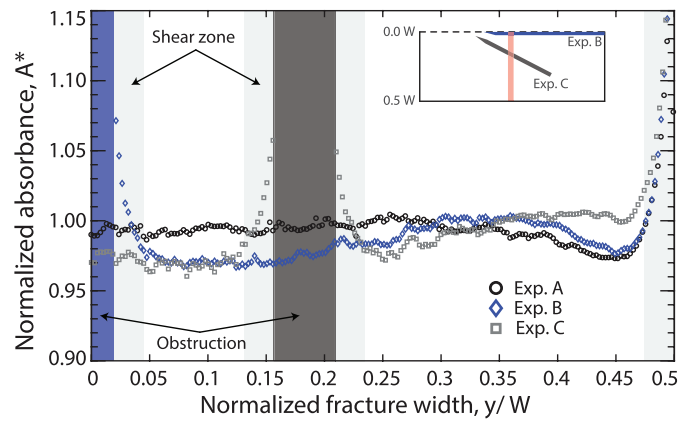 1.15
1.10
1.05
1.00
0.95
0.90
Normalized absorbance, A*
Shear zone
Obstruction
0.0 W
0.5 W
Exp. B
Exp. C
Exp. A
Exp. B
Exp. C
0 0.05 0.1 0.15 0.2 0.25 0.3 0.35 0.4 0.45 0.5
Normalized fracture width, y/ W